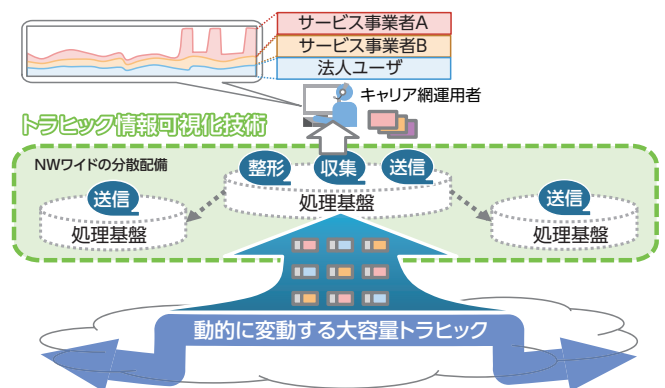 サービス事業者A
サービス事業者B
法人ユーザ
キャリア網運用者
トラヒック情報可視化技術
NWワイドの分散配備
整形
収集
送信
処理基盤
送信
処理基盤
送信
処理基盤
動的に変動する大容量トラヒック